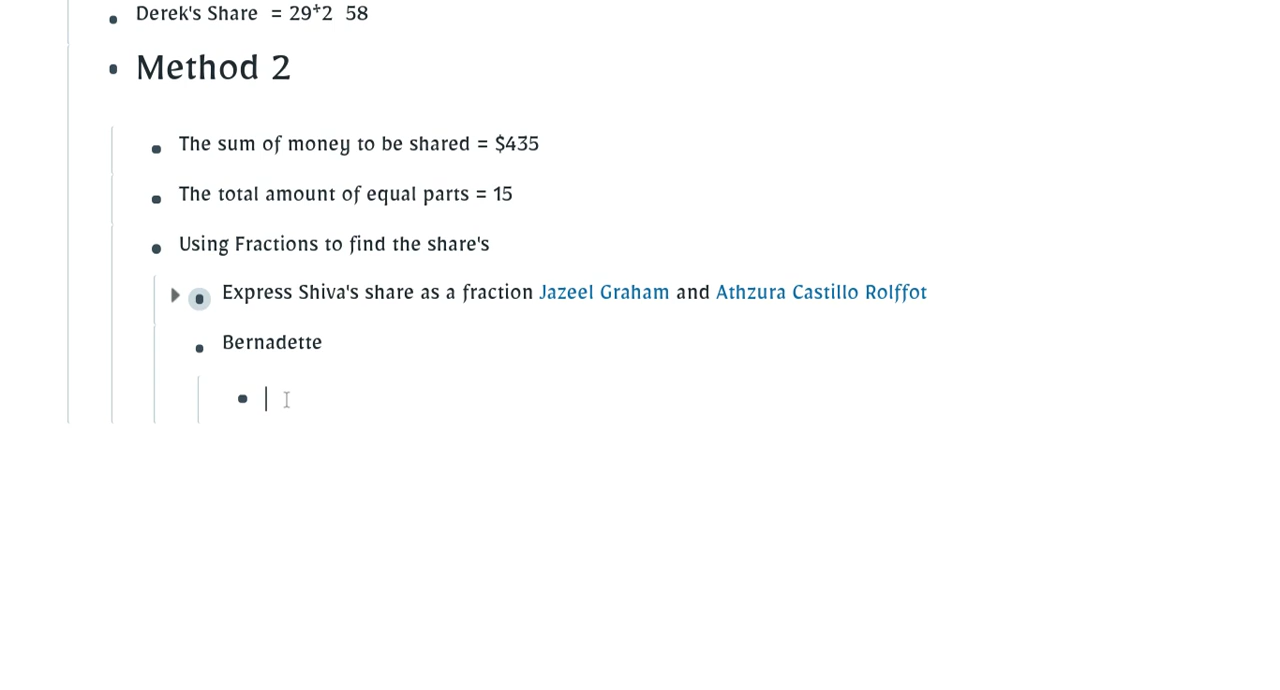 Derek's Share = 29*2 58
Method 2
The sum of money to be shared = $435
The total amount of equal parts = 15
Using Fractions to find the share's
Express Shiva's share as a fraction Jazeel Graham and Athzura Castillo Rolffot
Bernadette